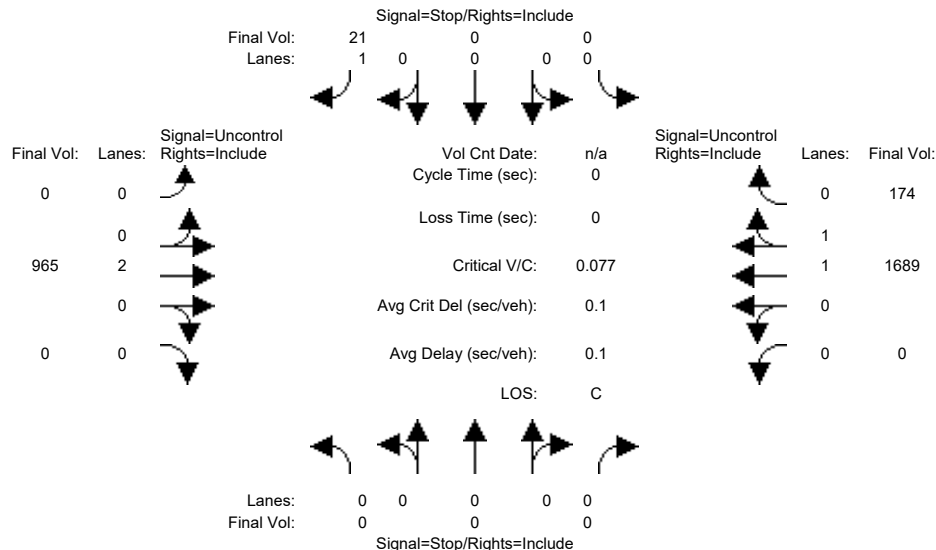 Signal=Stop/Rights=Include
Final Vol: 21 0 0
Lanes: 1 0 0 0 0
Signal=Uncontrol Signal=Uncontrol
Final Vol: Lanes: Rights=Include Vol Cnt Date: n/a Rights=Include Lanes: Final Vol:
Cycle Time (sec): 0
0 0 0 174
Loss Time (sec): 0
0 1
965 2 Critical V/C: 0.077 1 1689
0 Avg Crit Del (sec/veh): 0.1 0
0 0 Avg Delay (sec/veh): 0.1 0 0
LOS: C
Lanes: 0 0 0 0 0
Final Vol: 0 0 0
Signal=Stop/Rights=Include